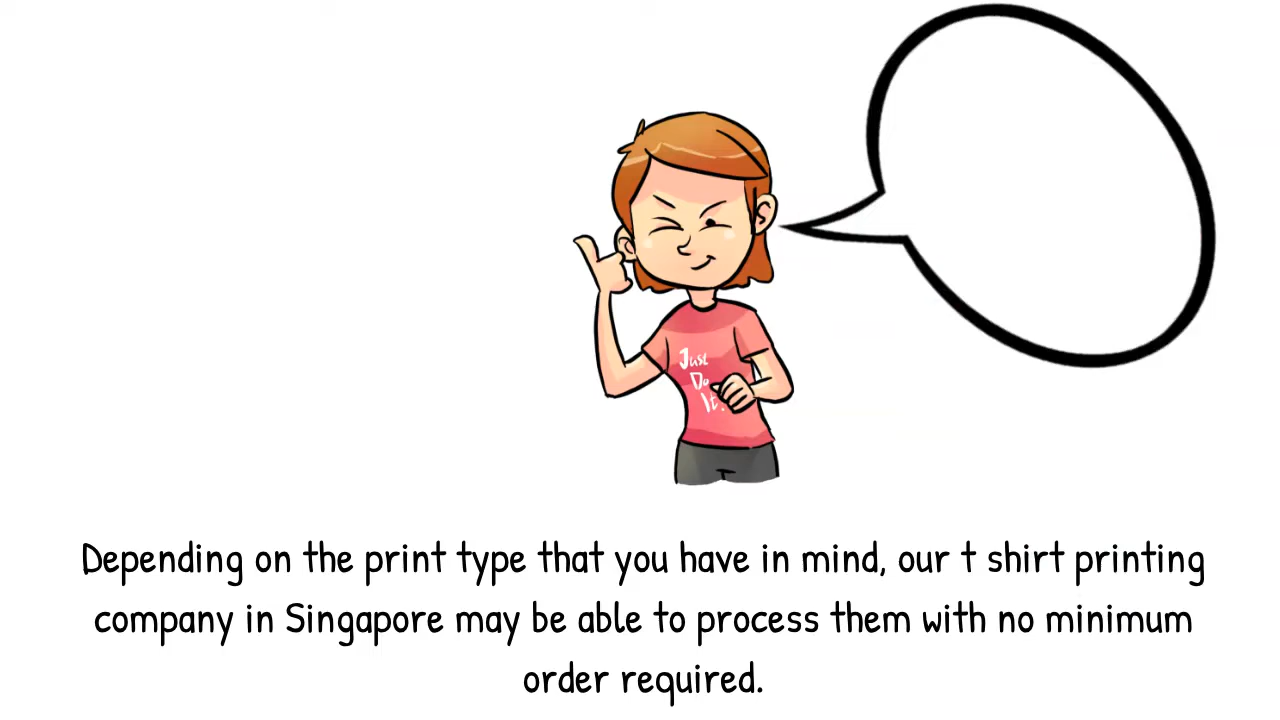 Just
Do
It.
Depending on the print type that you have in mind, our t shirt printing
company in Singapore may be able to process them with no minimum
order required.